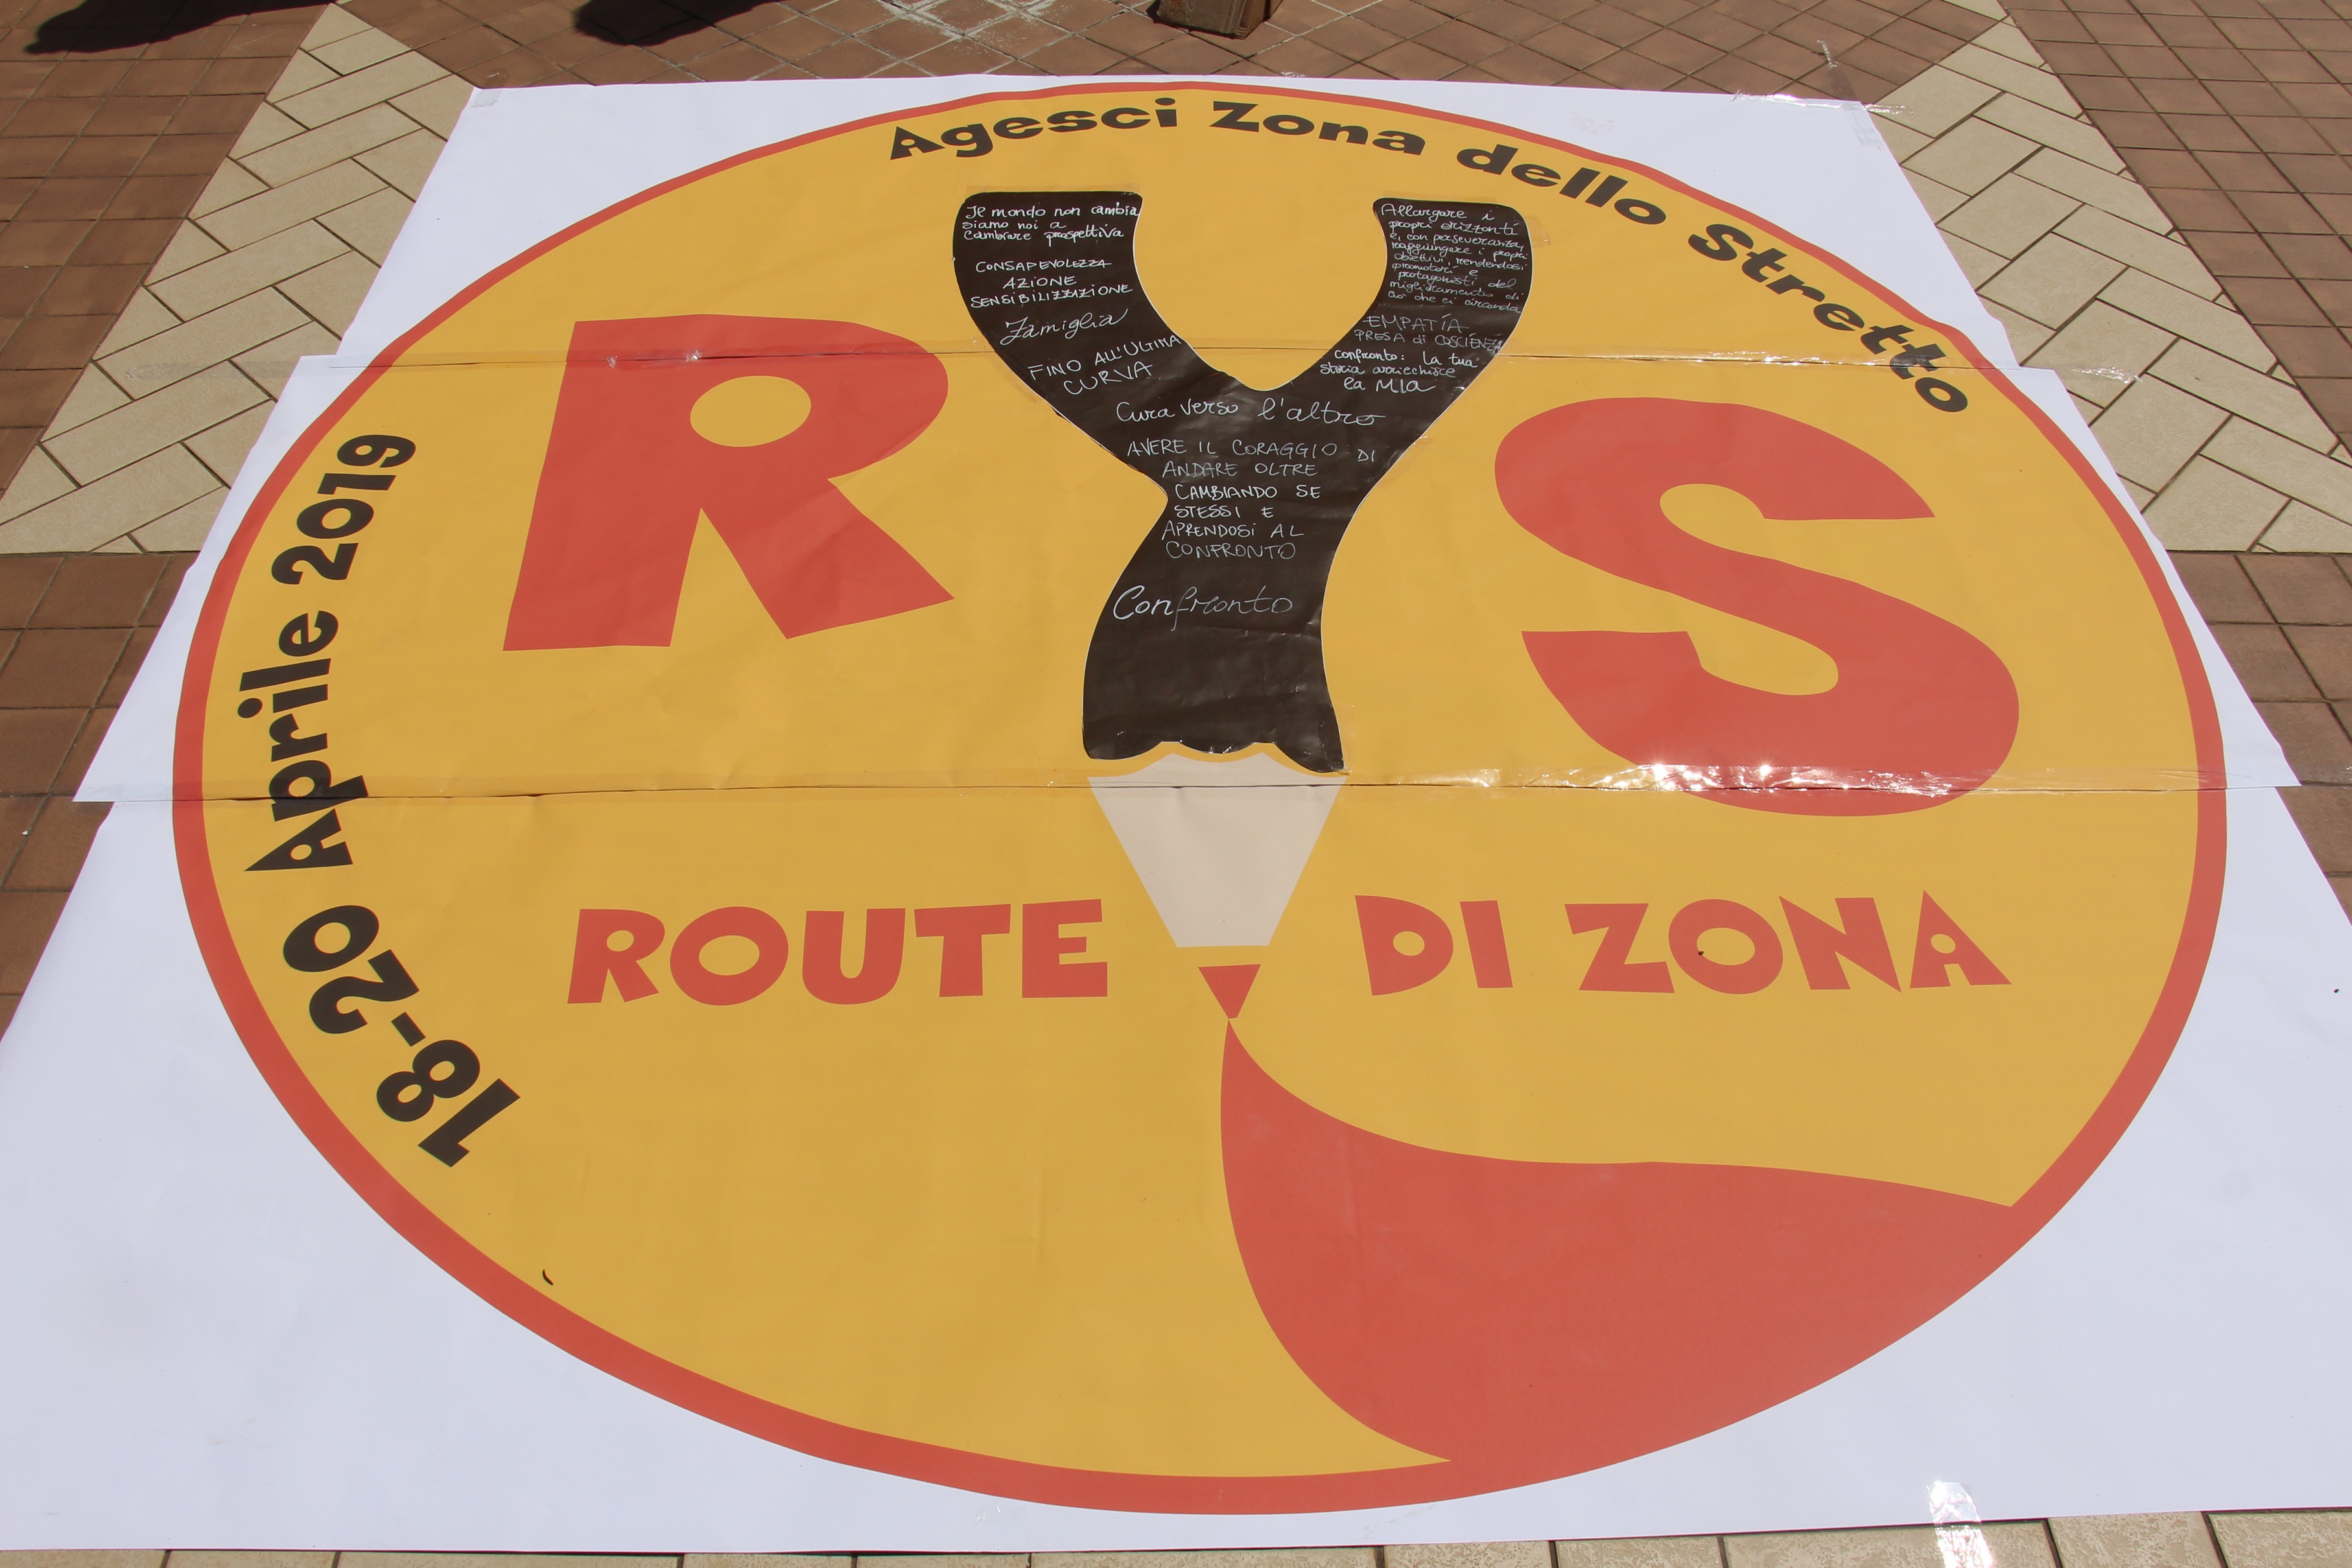 Agesci Zona dello Stretto
18-20 Aprile 2019
R Y S
Il mondo non cambia
siamo noi a
cambiare prospettiva
CONSAPEVOLEZZA
AZIONE
SENSIBILIZZIZIONE
Famiglia
FINO ALL'ULTIMA
CURVA
Allargare i
propri orizzonti
e, con perseveranza,
raggiungere i propri
obiettivi, rendendosi
promotori e
protagonisti del
miglioramento di
ciò che ci circonda
EMPATÍA
PRESA di COSCIENZA
confronto: la tua
storia arricchisce
la MIA
Cura verso l'altro
AVERE IL CORAGGIO DI
ANDARE OLTRE
CAMBIANDO SE
STESSI E
APRENDOSI AL
CONFRONTO
Confronto
ROUTE DI ZONA